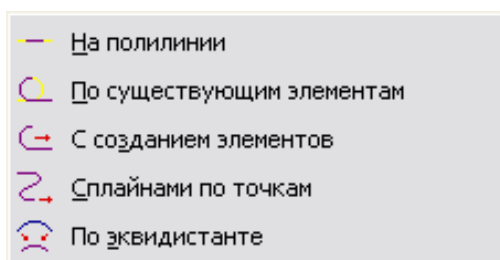 На полилинии
По существующим элементам
С созданием элементов
Сплайнами по точкам
По эквидистанте